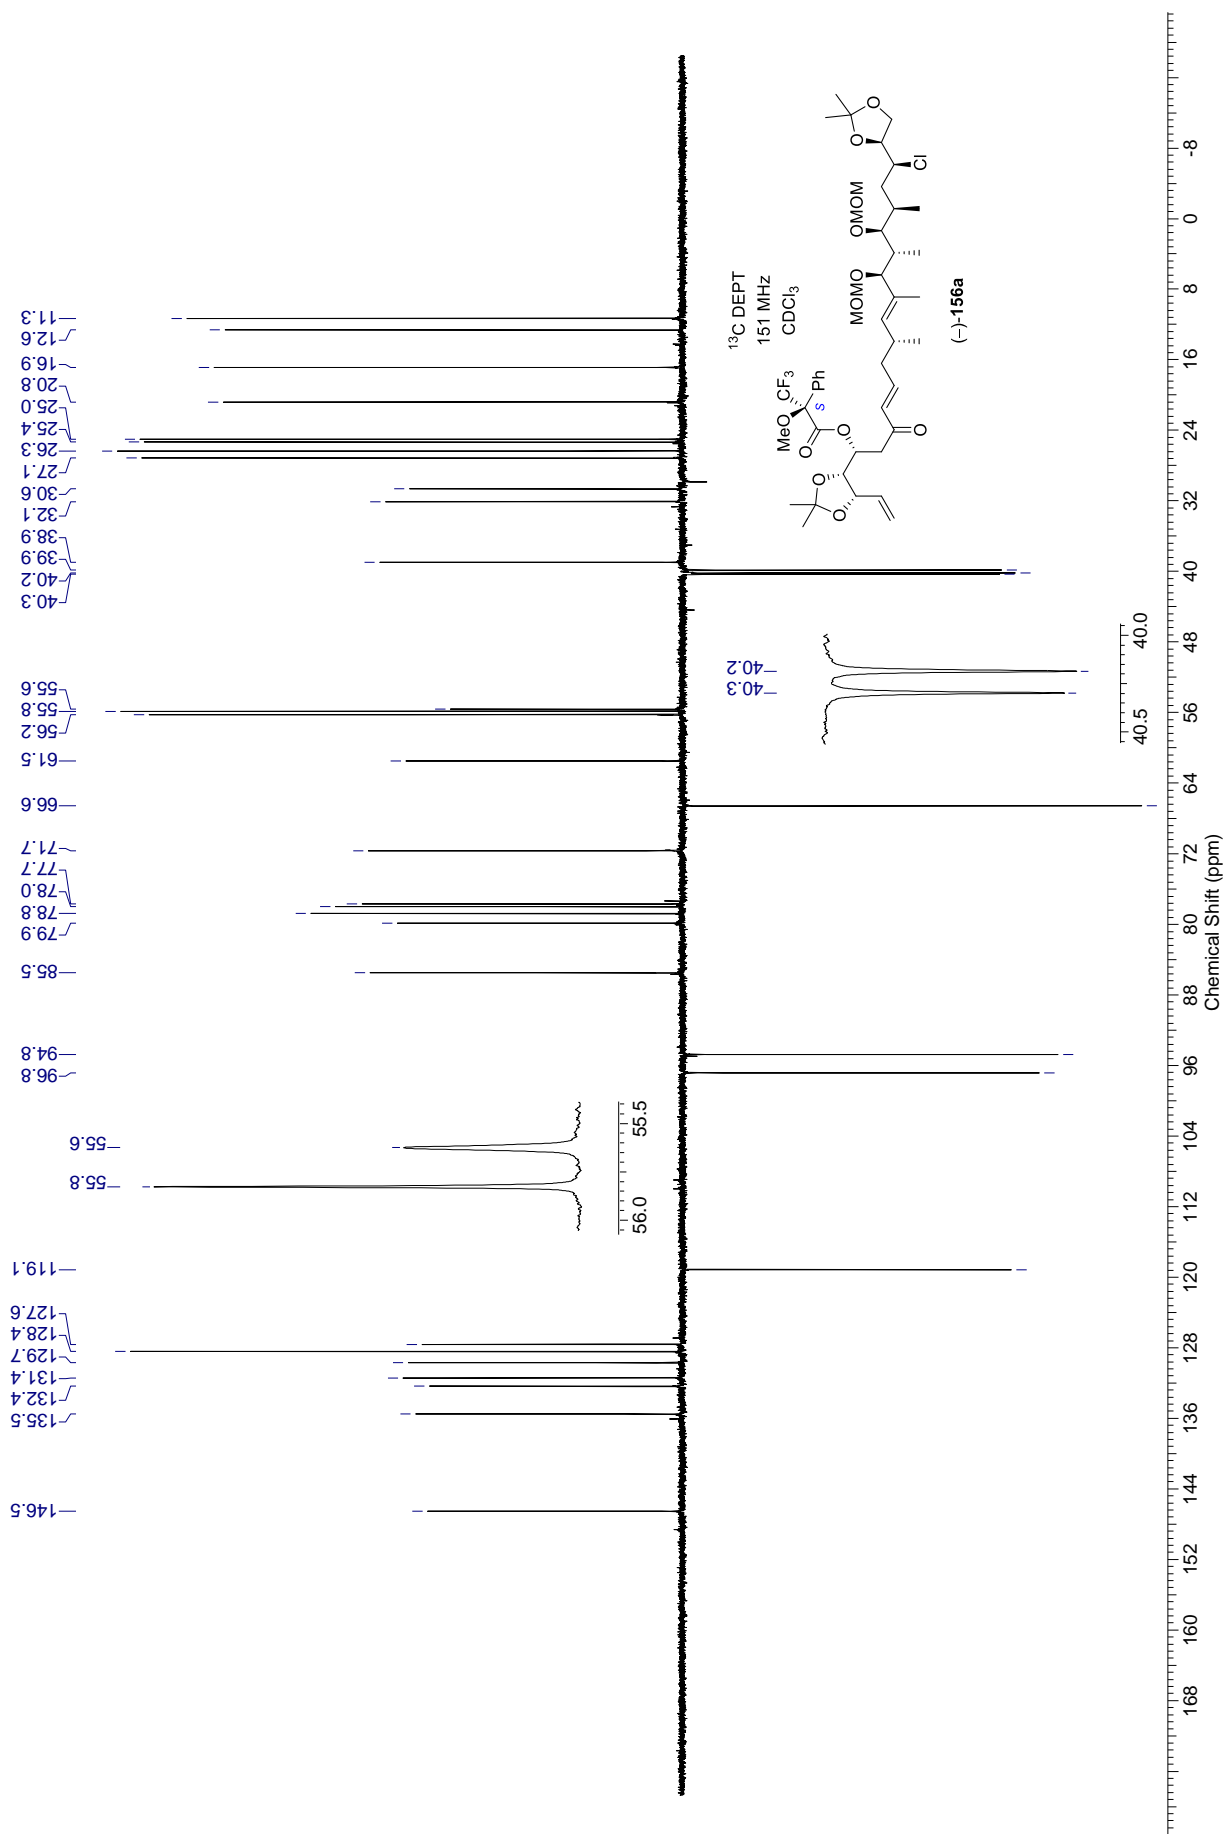 146.5
135.5
132.4
131.4
129.7
128.4
127.6
119.1
96.8
94.8
85.5
79.9
78.8
78.0
77.7
71.7
66.6
61.5
56.2
55.8
55.6
40.3
40.2
39.9
38.9
32.1
30.6
27.1
26.3
25.4
25.0
20.8
16.9
12.6
11.3
55.8
55.6
56.0 55.5
40.3
40.2
40.5 40.0
¹³C DEPT
151 MHz
CDCl₃
MeO CF₃
S Ph
O
O
O
O
O
MOMO
OMOM
Cl
O
O
(−)-156a
168 160 152 144 136 128 120 112 104 96 88 80 72 64 56 48 40 32 24 16 8 0 -8
Chemical Shift (ppm)